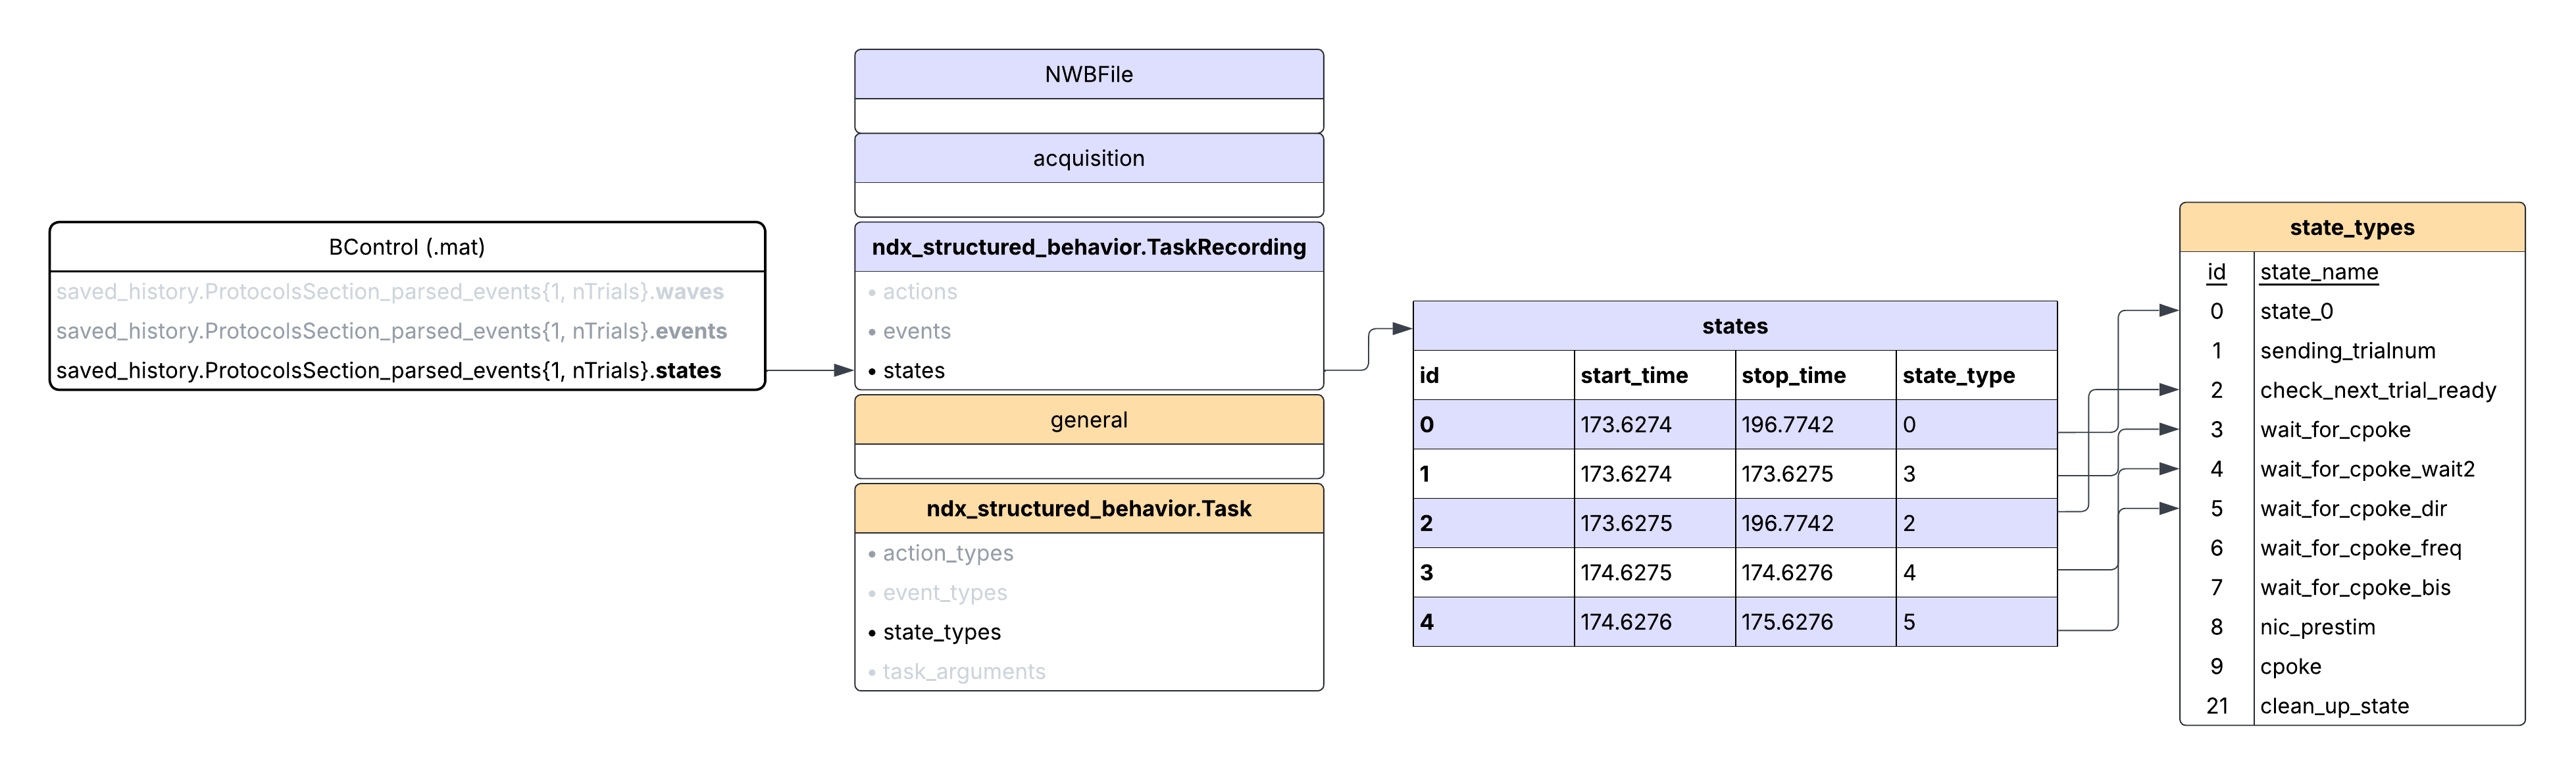 BControl (.mat)
saved_history.ProtocolsSection_parsed_events{1, nTrials}.waves
saved_history.ProtocolsSection_parsed_events{1, nTrials}.events
saved_history.ProtocolsSection_parsed_events{1, nTrials}.states
NWBFile
acquisition
ndx_structured_behavior.TaskRecording
• actions
• events
• states
general
ndx_structured_behavior.Task
• action_types
• event_types
• state_types
• task_arguments
states
id start_time stop_time state_type
0 173.6274 196.7742 0
1 173.6274 173.6275 3
2 173.6275 196.7742 2
3 174.6275 174.6276 4
4 174.6276 175.6276 5
state_types
id state_name
0 state_0
1 sending_trialnum
2 check_next_trial_ready
3 wait_for_cpoke
4 wait_for_cpoke_wait2
5 wait_for_cpoke_dir
6 wait_for_cpoke_freq
7 wait_for_cpoke_bis
8 nic_prestim
9 cpoke
21 clean_up_state